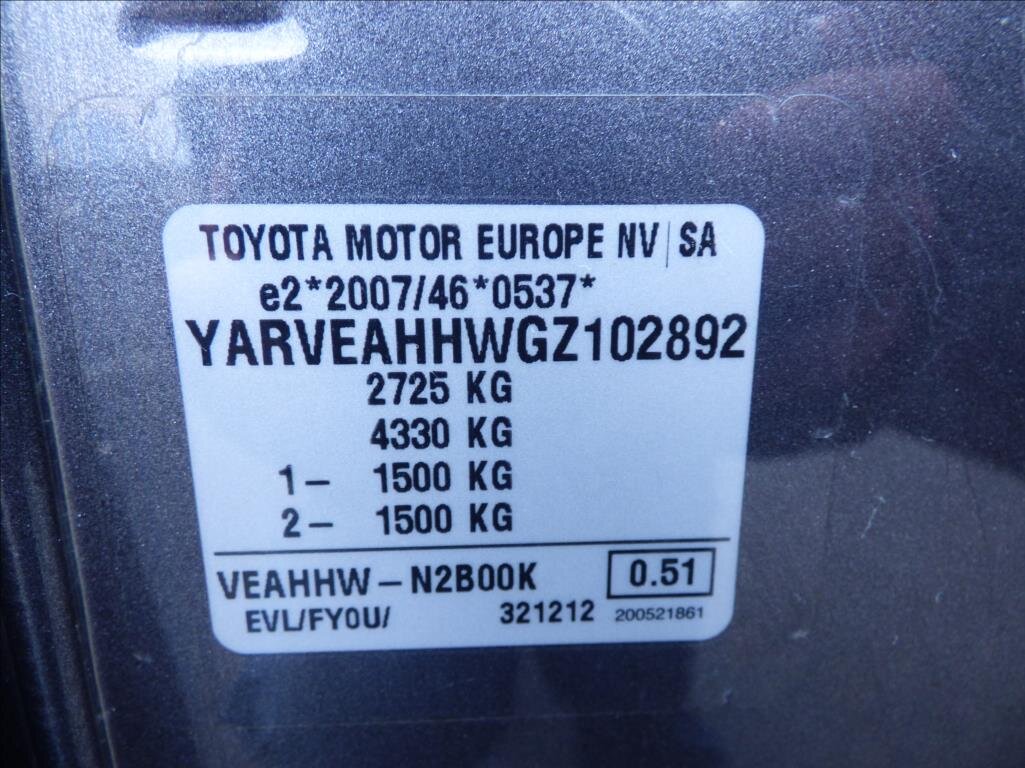 TOYOTA MOTOR EUROPE NV SA
e2*2007/46*0537*
YARVEAHHWGZ102892
2725 KG
4330 KG
1– 1500 KG
2– 1500 KG
VEAHHW–N2B00K 0.51
EVL/FY0U/ 321212 200521861